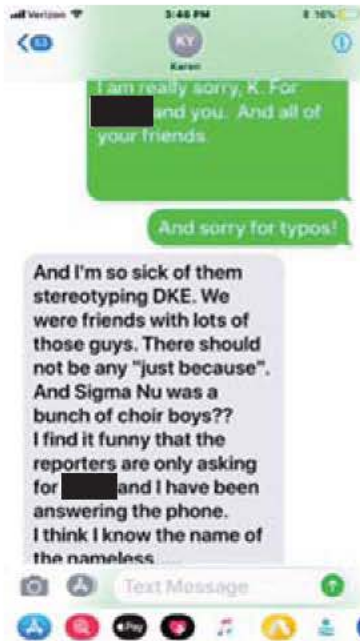 Verizon
3:46 PM
16%
63
KY
Karen
I am really sorry, K. For
and you. And all of
your friends.
And sorry for typos!
And I'm so sick of them
stereotyping DKE. We
were friends with lots of
those guys. There should
not be any "just because".
And Sigma Nu was a
bunch of choir boys??
I find it funny that the
reporters are only asking
for and I have been
answering the phone.
I think I know the name of
the nameless
Text Message
Pay